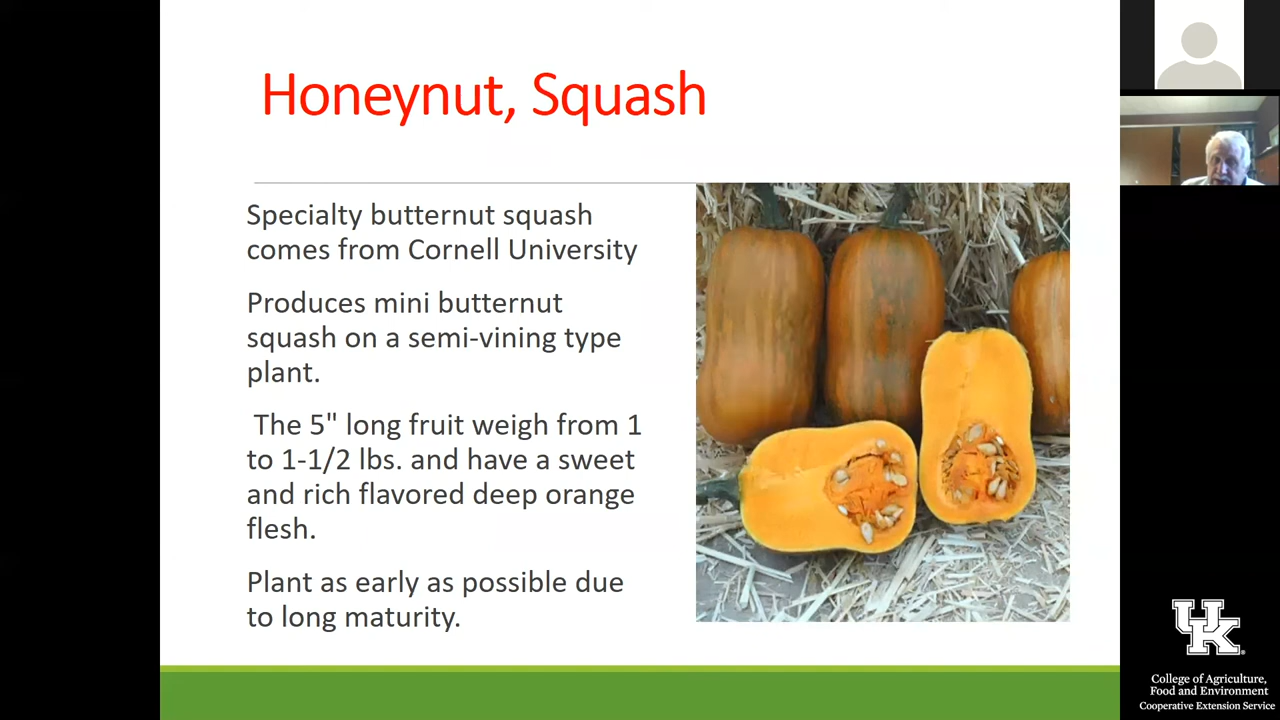 Honeynut, Squash
Specialty butternut squash
comes from Cornell University
Produces mini butternut
squash on a semi-vining type
plant.
The 5" long fruit weigh from 1
to 1-1/2 lbs. and have a sweet
and rich flavored deep orange
flesh.
Plant as early as possible due
to long maturity.
UK
College of Agriculture,
Food and Environment
Cooperative Extension Service